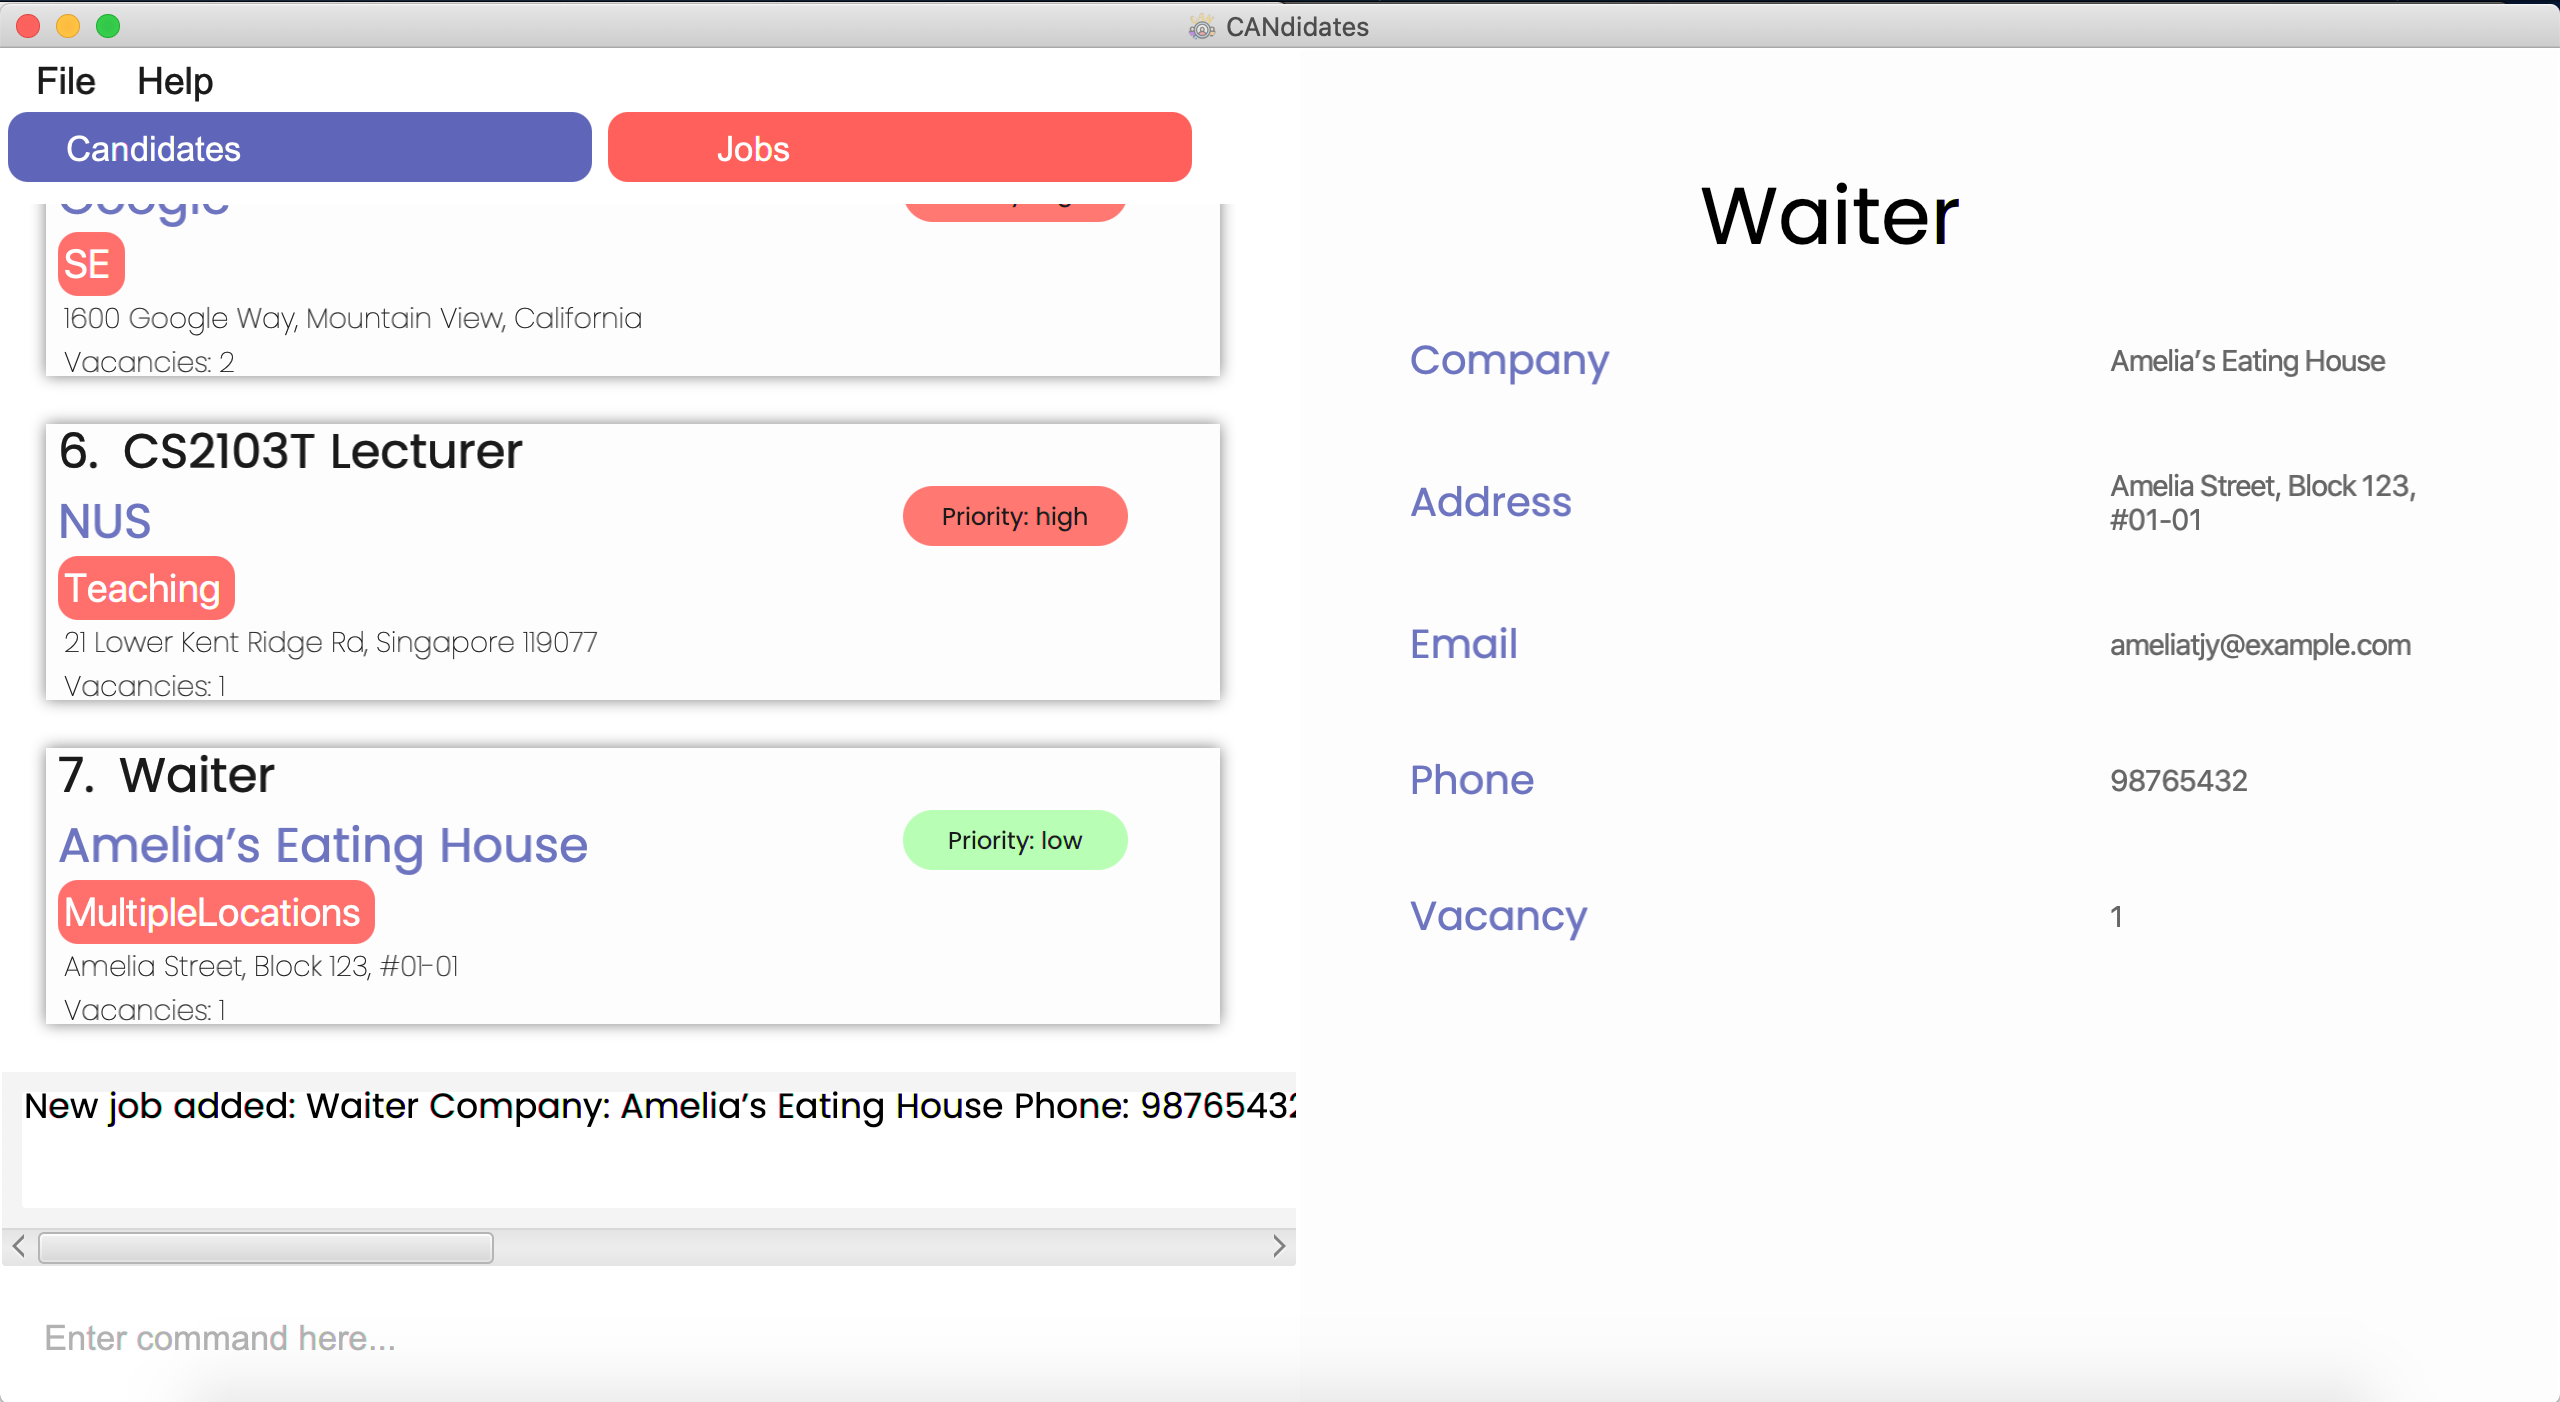 CANdidates
File Help
Candidates Jobs
Google
SE
1600 Google Way, Mountain View, California
Vacancies: 2
6. CS2103T Lecturer
NUS
Priority: high
Teaching
21 Lower Kent Ridge Rd, Singapore 119077
Vacancies: 1
7. Waiter
Amelia’s Eating House
Priority: low
MultipleLocations
Amelia Street, Block 123, #01-01
Vacancies: 1
New job added: Waiter Company: Amelia’s Eating House Phone: 98765432
Enter command here...
Waiter
Company Amelia’s Eating House
Address Amelia Street, Block 123,
#01-01
Email ameliatjy@example.com
Phone 98765432
Vacancy 1